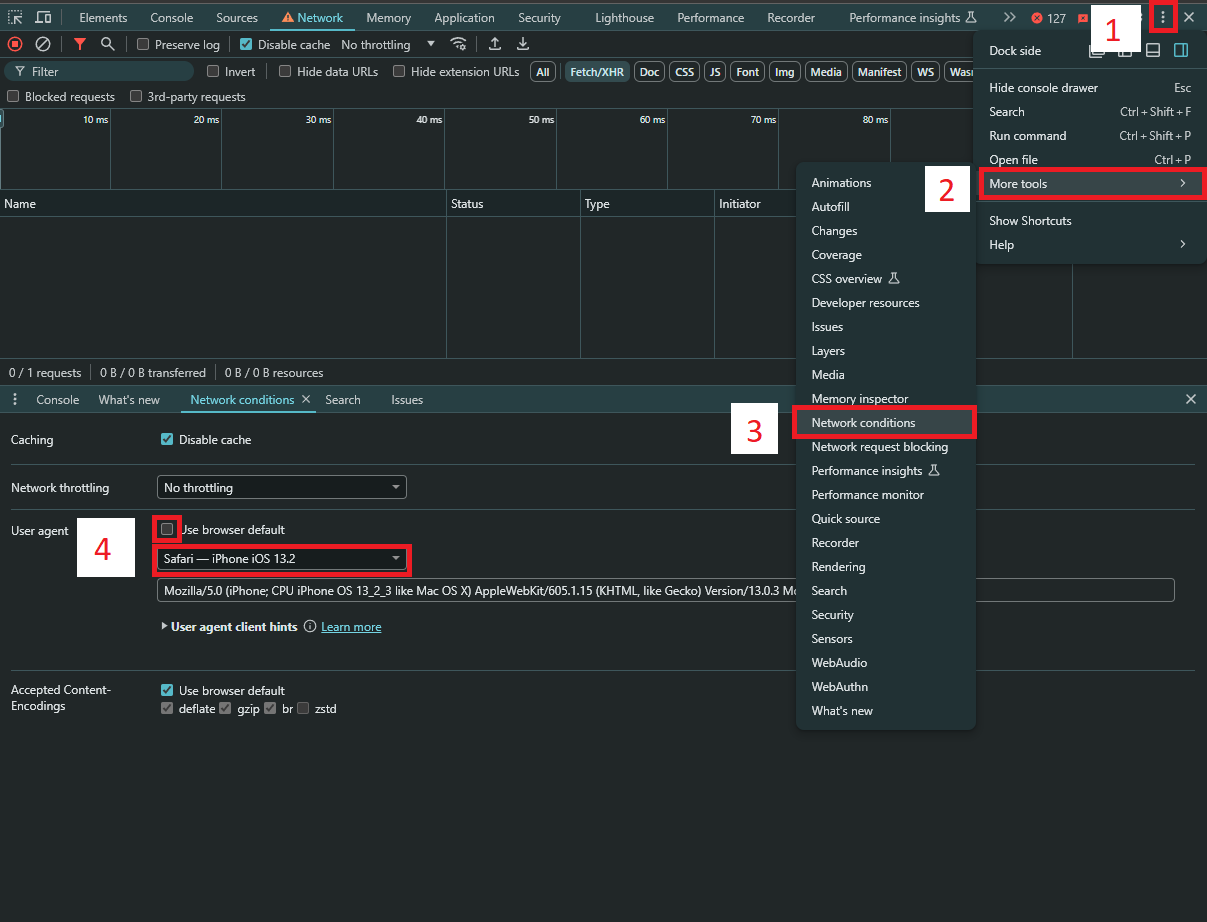 Elements Console Sources Network Memory Application Security Lighthouse Performance Recorder Performance insights 127
1
Preserve log Disable cache No throttling
Dock side
Filter Invert Hide data URLs Hide extension URLs All Fetch/XHR Doc CSS JS Font Img Media Manifest WS
Blocked requests 3rd-party requests
Hide console drawer Esc
Search Ctrl + Shift + F
Run command Ctrl + Shift + P
Open file Ctrl + P
More tools
Show Shortcuts
Help
10 ms 20 ms 30 ms 40 ms 50 ms 60 ms 70 ms 80 ms
2
Name Status Type Initiator
Animations
Autofill
Changes
Coverage
CSS overview
Developer resources
Issues
Layers
Media
Memory inspector
Network conditions
Network request blocking
Performance insights
Performance monitor
Quick source
Recorder
Rendering
Search
Security
Sensors
WebAudio
WebAuthn
What's new
3
0 / 1 requests 0 B / 0 B transferred 0 B / 0 B resources
Console What's new Network conditions Search Issues
Caching Disable cache
Network throttling No throttling
User agent Use browser default
4
Safari — iPhone iOS 13.2
Mozilla/5.0 (iPhone; CPU iPhone OS 13_2_3 like Mac OS X) AppleWebKit/605.1.15 (KHTML, like Gecko) Version/13.0.3
User agent client hints Learn more
Accepted Content-
Encodings
Use browser default
deflate gzip br zstd